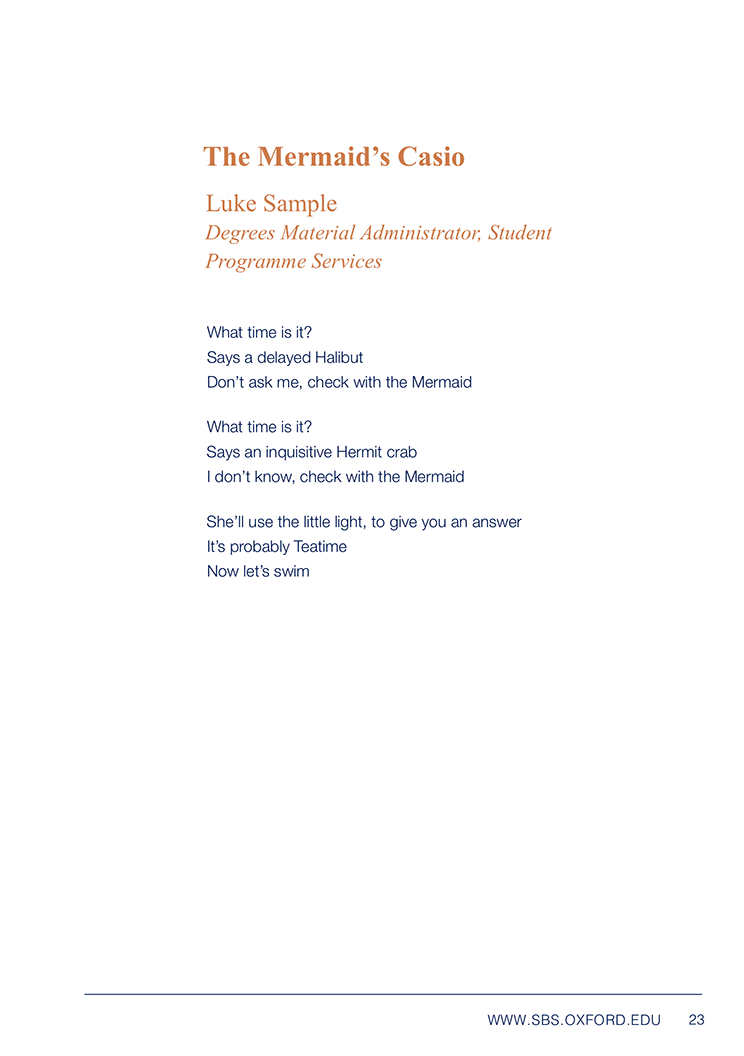 The Mermaid’s Casio
Luke Sample
Degrees Material Administrator, Student
Programme Services
What time is it?
Says a delayed Halibut
Don’t ask me, check with the Mermaid
What time is it?
Says an inquisitive Hermit crab
I don’t know, check with the Mermaid
She’ll use the little light, to give you an answer
It’s probably Teatime
Now let’s swim
WWW.SBS.OXFORD.EDU 23